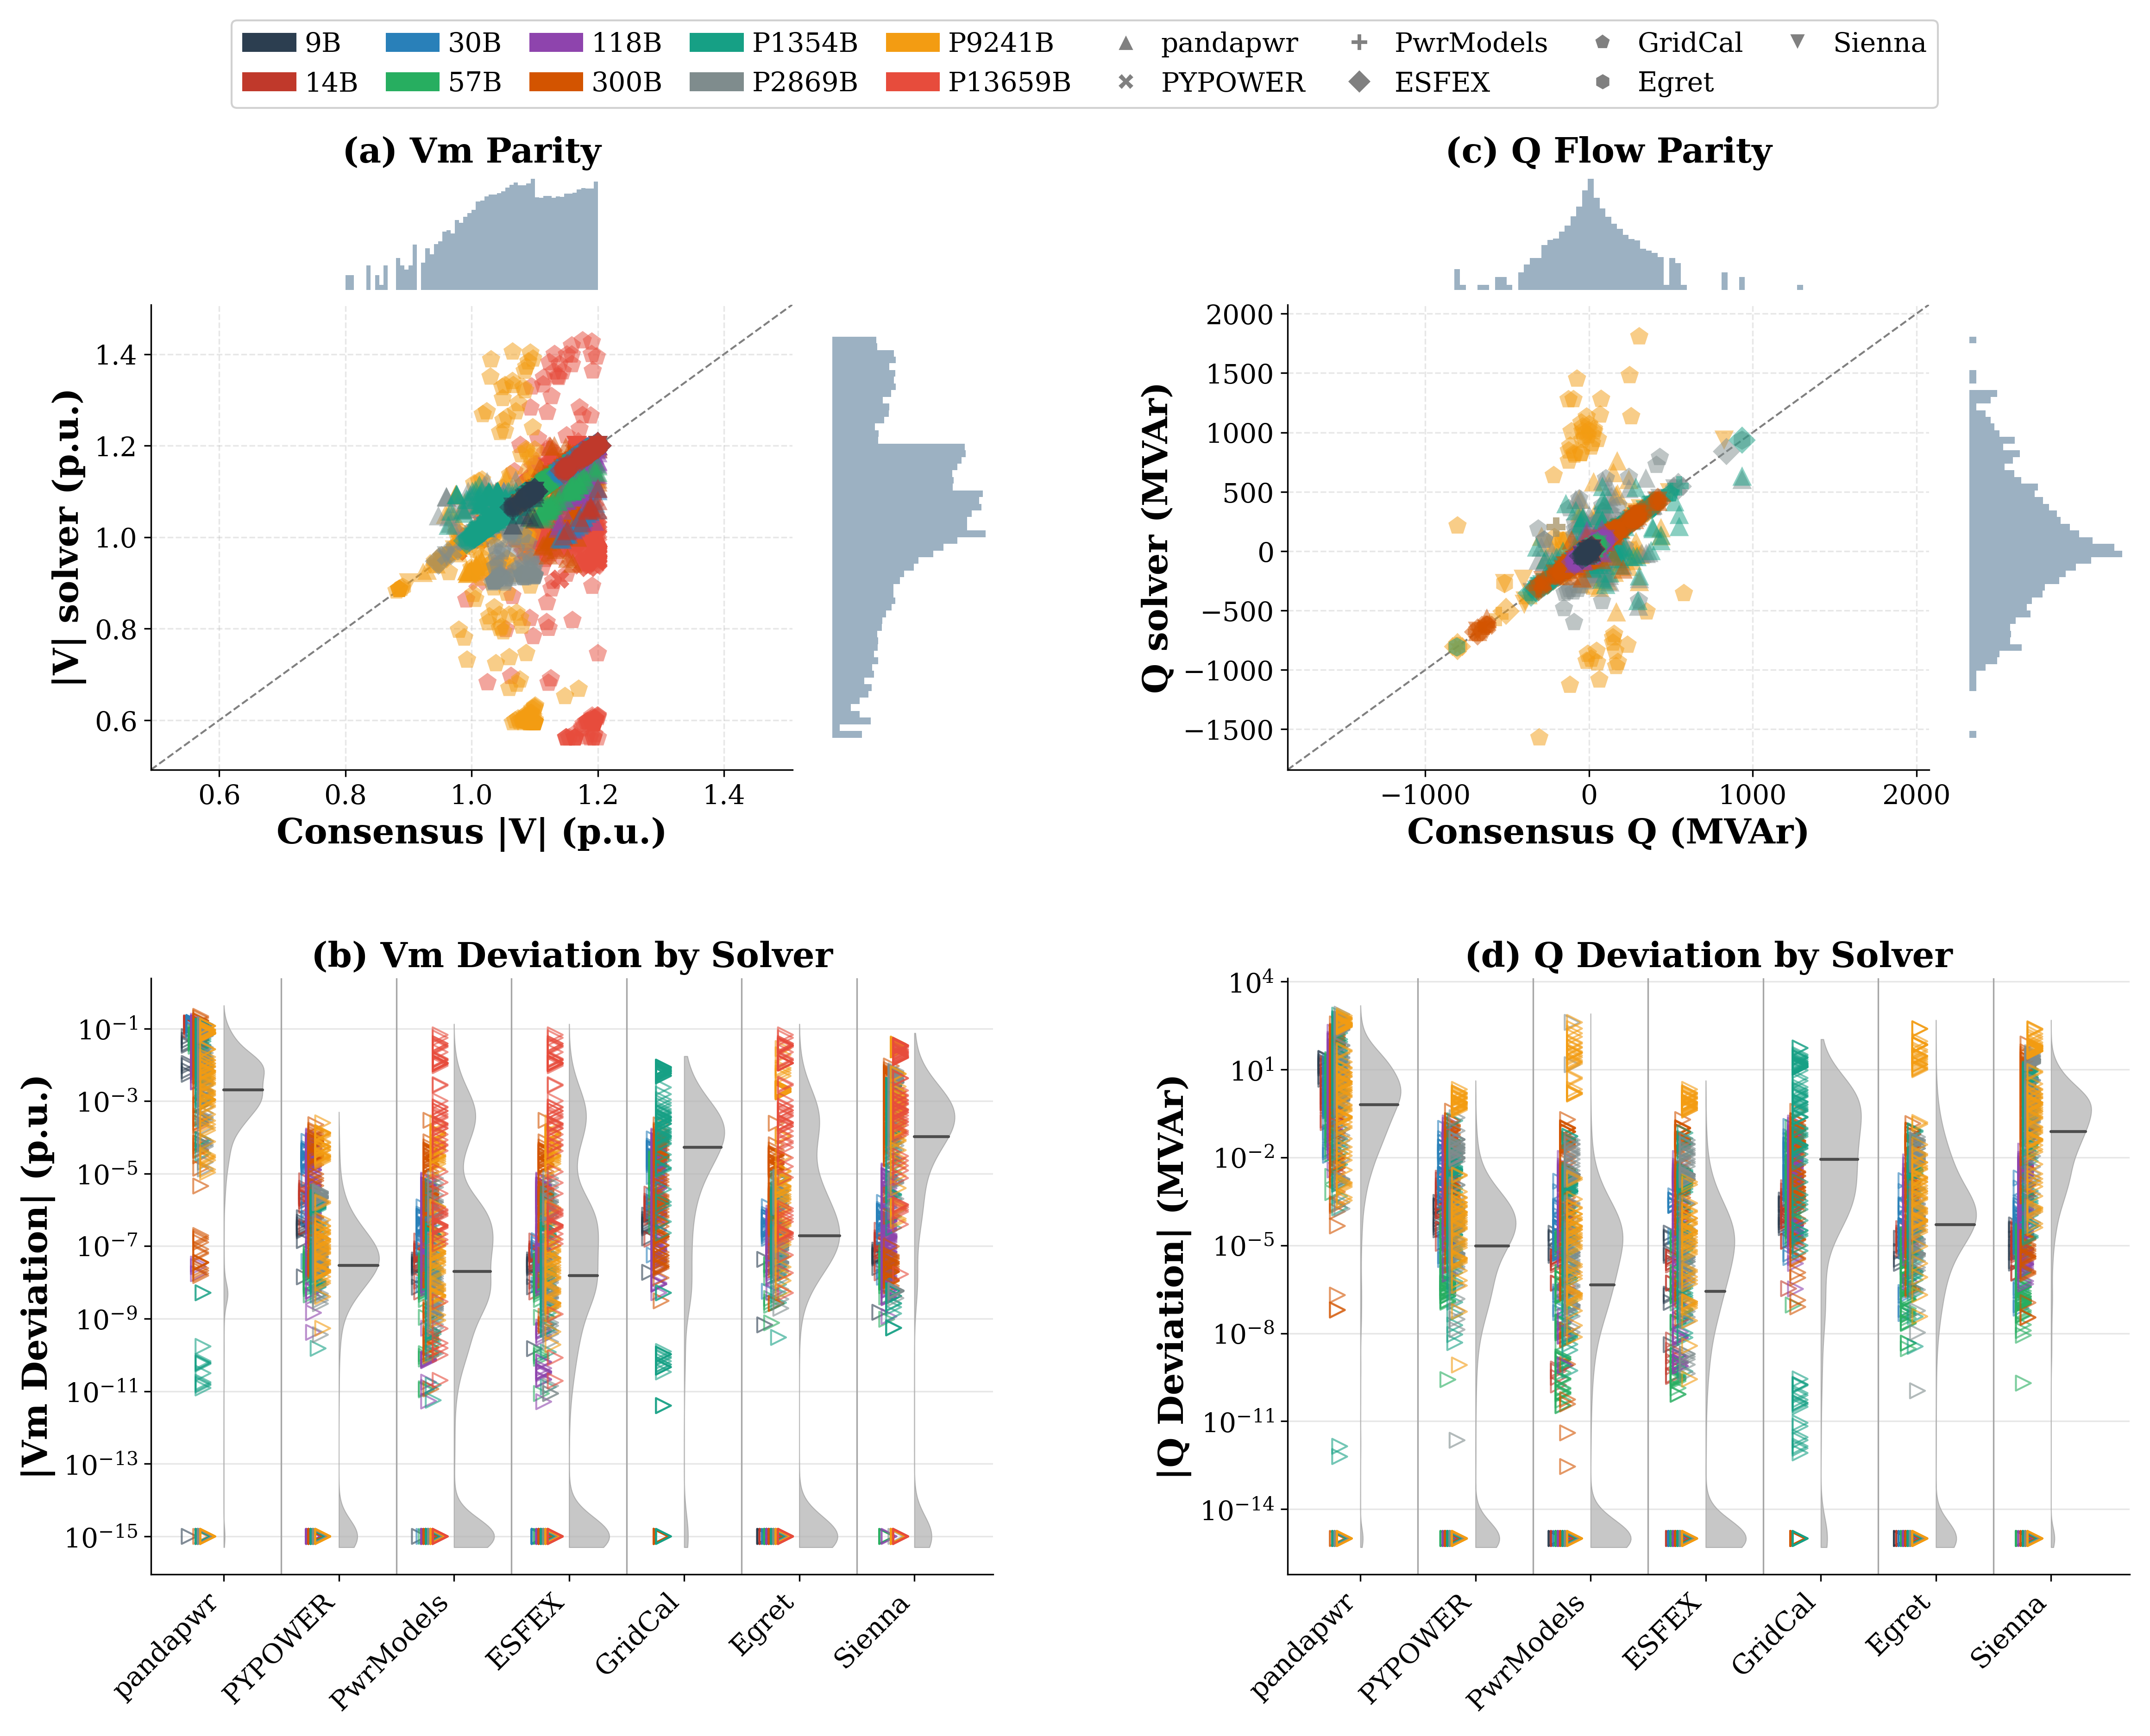 9B 30B 118B P1354B P9241B pandapwr PwrModels GridCal Sienna
14B 57B 300B P2869B P13659B PYPOWER ESFEX Egret
(a) Vm Parity
|V| solver (p.u.)
1.4
1.2
1.0
0.8
0.6
0.6 0.8 1.0 1.2 1.4
Consensus |V| (p.u.)
(c) Q Flow Parity
Q solver (MVAr)
2000
1500
1000
500
0
−500
−1000
−1500
−1000 0 1000 2000
Consensus Q (MVAr)
(b) Vm Deviation by Solver
|Vm Deviation| (p.u.)
10⁻¹
10⁻³
10⁻⁵
10⁻⁷
10⁻⁹
10⁻¹¹
10⁻¹³
10⁻¹⁵
pandapwr PYPOWER PwrModels ESFEX GridCal Egret Sienna
(d) Q Deviation by Solver
|Q Deviation| (MVAr)
10⁴
10¹
10⁻²
10⁻⁵
10⁻⁸
10⁻¹¹
10⁻¹⁴
pandapwr PYPOWER PwrModels ESFEX GridCal Egret Sienna